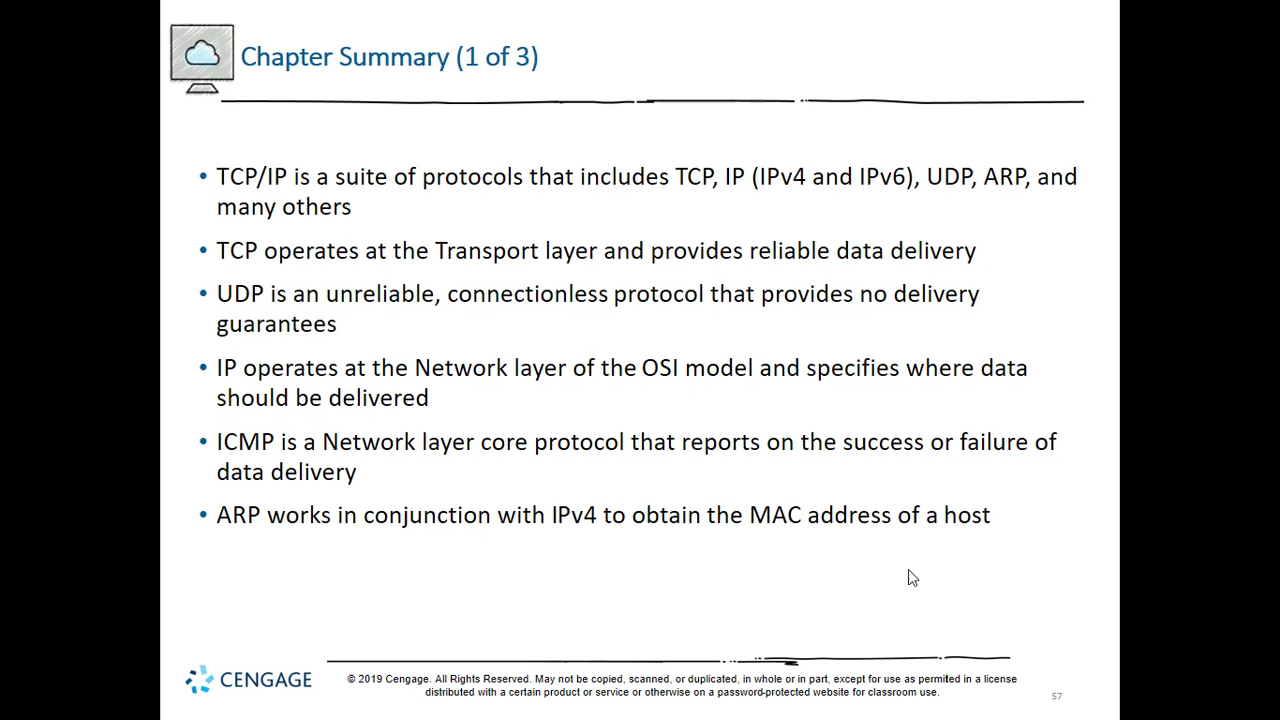 Chapter Summary (1 of 3)
• TCP/IP is a suite of protocols that includes TCP, IP (IPv4 and IPv6), UDP, ARP, and
many others
• TCP operates at the Transport layer and provides reliable data delivery
• UDP is an unreliable, connectionless protocol that provides no delivery
guarantees
• IP operates at the Network layer of the OSI model and specifies where data
should be delivered
• ICMP is a Network layer core protocol that reports on the success or failure of
data delivery
• ARP works in conjunction with IPv4 to obtain the MAC address of a host
CENGAGE
© 2019 Cengage. All Rights Reserved. May not be copied, scanned, or duplicated, in whole or in part, except for use as permitted in a license
distributed with a certain product or service or otherwise on a password-protected website for classroom use.
57